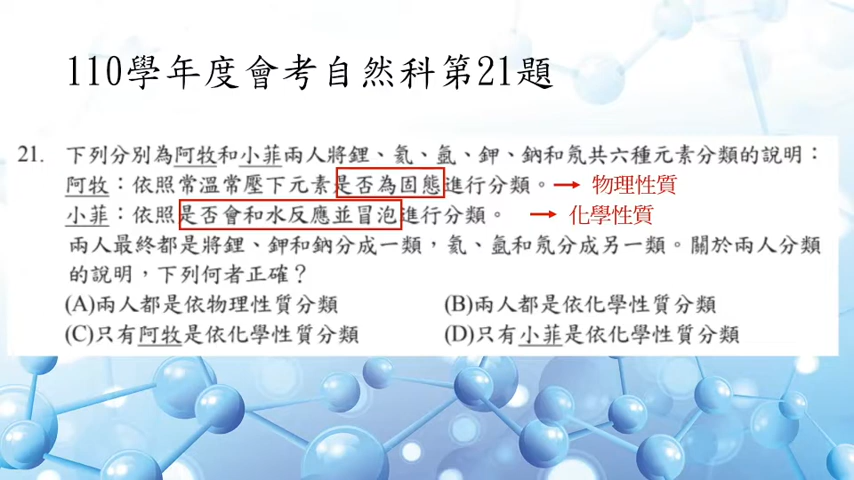 110學年度會考自然科第21題
21. 下列分別為阿牧和小菲兩人將鋰、氦、氬、鉀、鈉和氖共六種元素分類的說明：
阿牧：依照常溫常壓下元素是否為固態進行分類。→ 物理性質
小菲：依照是否會和水反應並冒泡進行分類。 → 化學性質
兩人最終都是將鋰、鉀和鈉分成一類，氦、氬和氖分成另一類。關於兩人分類
的說明，下列何者正確？
(A)兩人都是依物理性質分類 (B)兩人都是依化學性質分類
(C)只有阿牧是依化學性質分類 (D)只有小菲是依化學性質分類